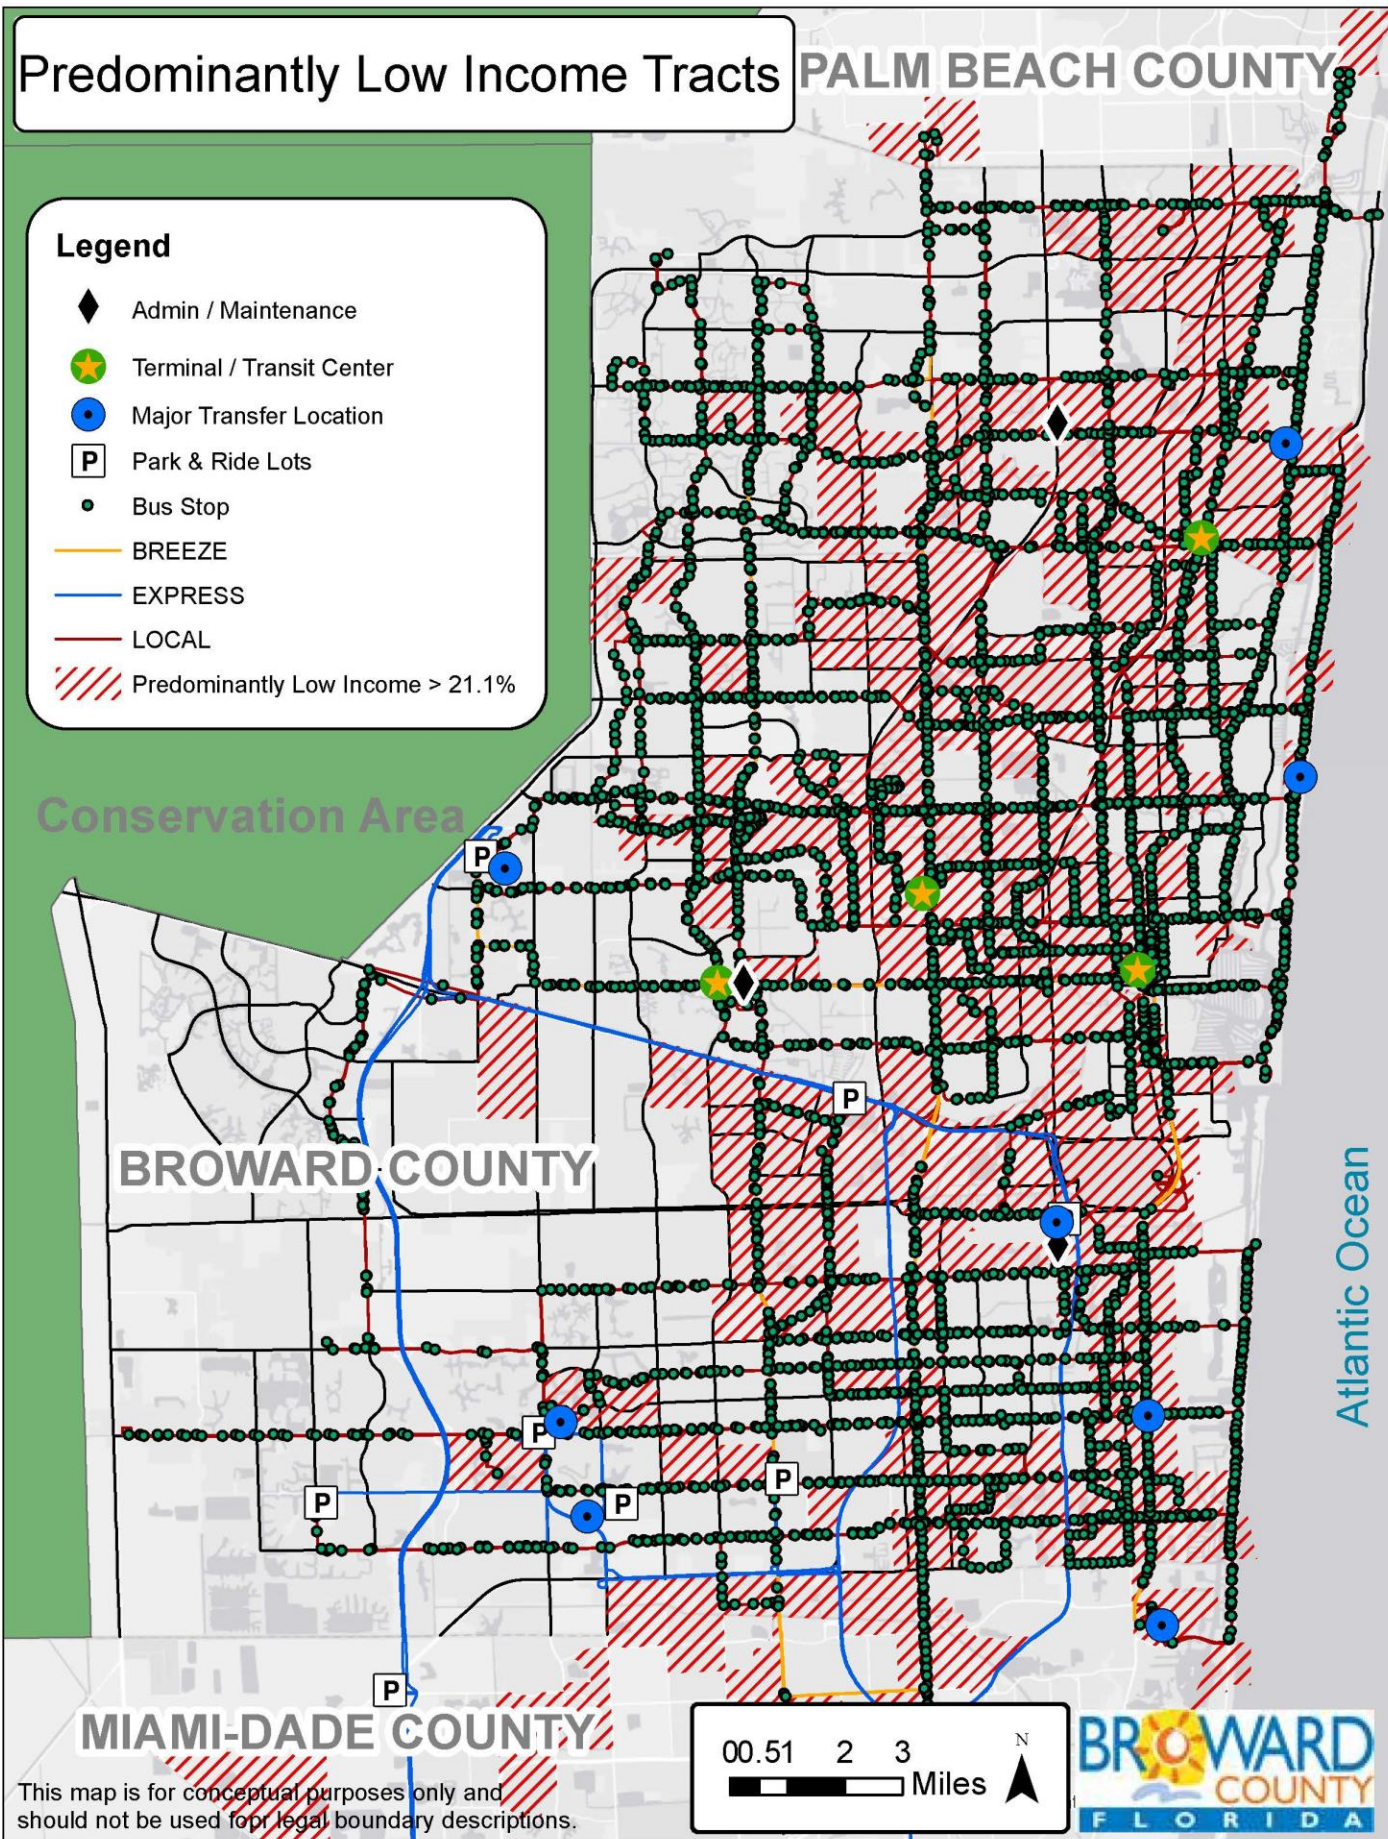 Predominantly Low Income Tracts
PALM BEACH COUNTY
Legend
Admin / Maintenance
Terminal / Transit Center
Major Transfer Location
P Park & Ride Lots
Bus Stop
BREEZE
EXPRESS
LOCAL
Predominantly Low Income > 21.1%
Conservation Area
P
P
BROWARD COUNTY
Atlantic Ocean
P
P
P
P
P
MIAMI-DADE COUNTY
This map is for conceptual purposes only and
should not be used fopr legal boundary descriptions.
00.51 2 3
Miles
N
BROWARD
COUNTY
FLORIDA